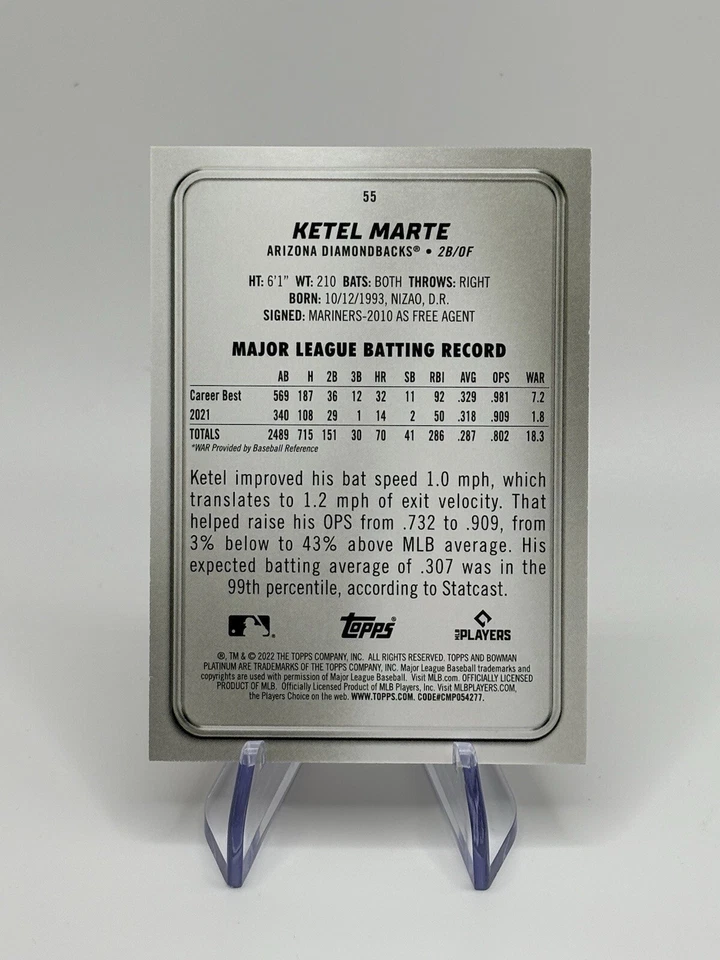 55
KETEL MARTE
ARIZONA DIAMONDBACKS® • 2B/OF
HT: 6'1" WT: 210 BATS: BOTH THROWS: RIGHT
BORN: 10/12/1993, NIZAO, D.R.
SIGNED: MARINERS-2010 AS FREE AGENT
MAJOR LEAGUE BATTING RECORD
AB H 2B 3B HR SB RBI AVG OPS WAR
Career Best 569 187 36 12 32 11 92 .329 .981 7.2
2021 340 108 29 1 14 2 50 .318 .909 1.8
TOTALS 2489 715 151 30 70 41 286 .287 .802 18.3
*WAR Provided by Baseball Reference
Ketel improved his bat speed 1.0 mph, which
translates to 1.2 mph of exit velocity. That
helped raise his OPS from .732 to .909, from
3% below to 43% above MLB average. His
expected batting average of .307 was in the
99th percentile, according to Statcast.
® Topps® MLB PLAYERS
®, TM & © 2022 THE TOPPS COMPANY, INC. ALL RIGHTS RESERVED. TOPPS AND BOWMAN
PLATINUM ARE TRADEMARKS OF THE TOPPS COMPANY, INC. Major League Baseball trademarks and
copyrights are used with permission of Major League Baseball. Visit MLB.com. OFFICIALLY LICENSED
PRODUCT OF MLB. Officially Licensed Product of MLB Players, Inc. Visit MLBPLAYERS.COM,
the Players Choice on the web. WWW.TOPPS.COM. CODE#CMP054277.